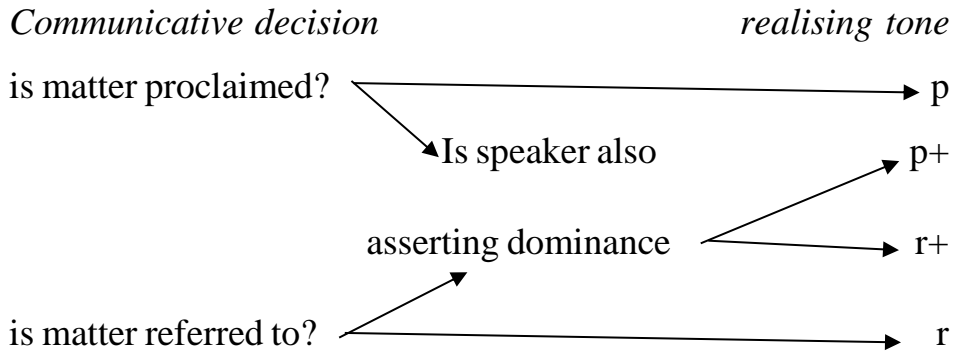 Communicative decision realising tone
is matter proclaimed? p
Is speaker also p+
asserting dominance r+
is matter referred to? r